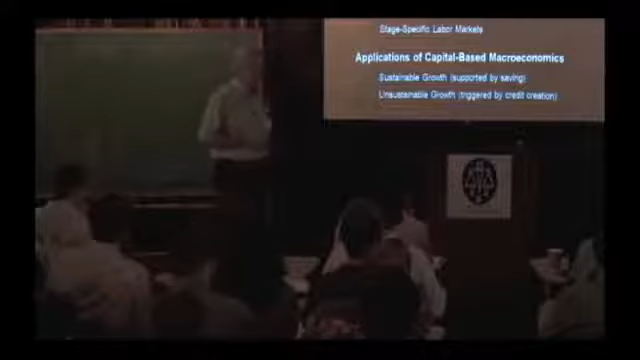 Stage-Specific Labor Markets
Applications of Capital-Based Macroeconomics
Sustainable Growth (supported by saving)
Unsustainable Growth (triggered by credit creation)